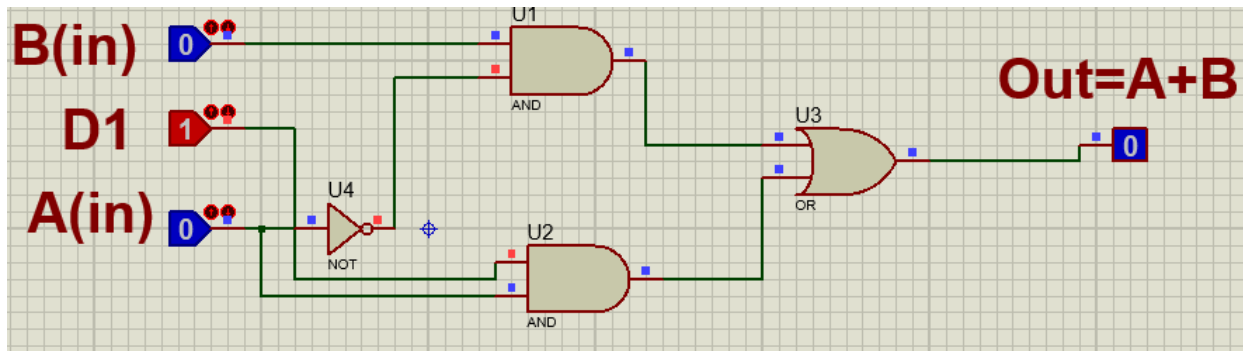 U1
B(in)
0
AND
Out=A+B
D1
1
U3
0
A(in)
0
U4
OR
U2
NOT
AND